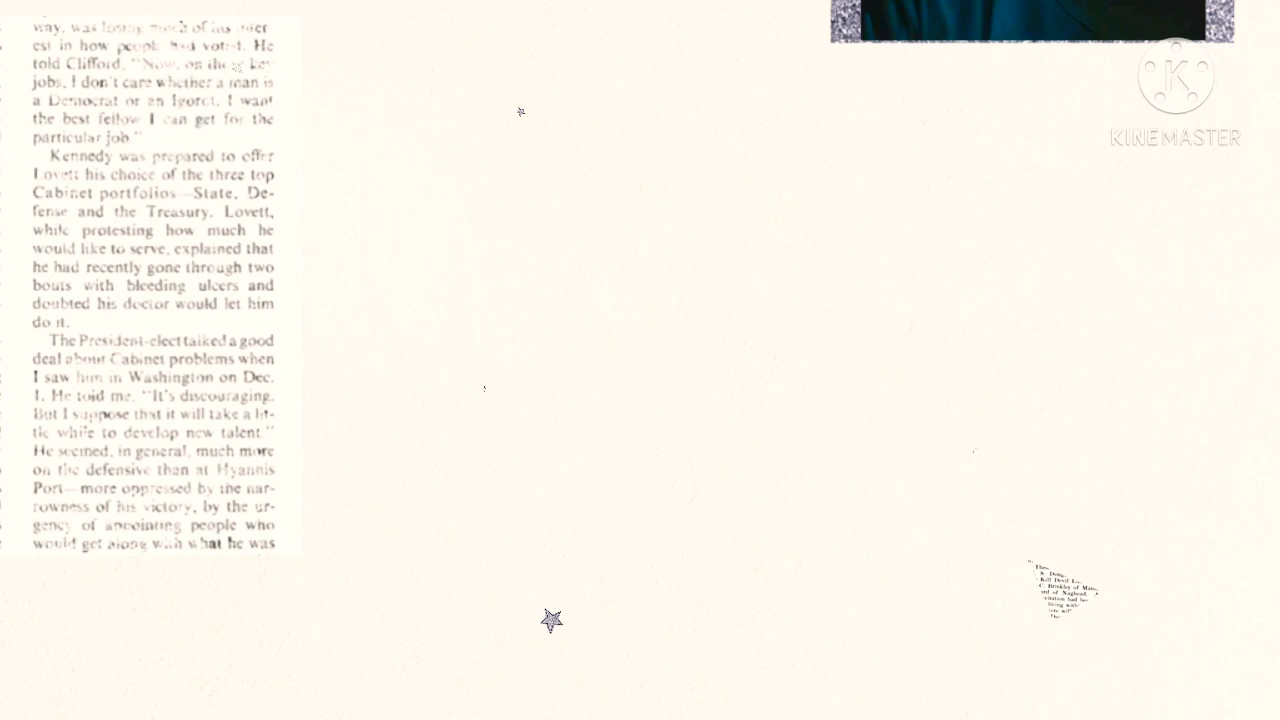 way, was losing much of his inter
est in how people had voted. He
told Clifford, "Now, on these key
jobs, I don't care whether a man is
a Democrat or an Igorot. I want
the best fellow I can get for the
particular job."
Kennedy was prepared to offer
Lovett his choice of the three top
Cabinet portfolios—State, De-
fense and the Treasury. Lovett,
while protesting how much he
would like to serve, explained that
he had recently gone through two
bouts with bleeding ulcers and
doubted his doctor would let him
do it.
The President-elect talked a good
deal about Cabinet problems when
I saw him in Washington on Dec.
1. He told me, "It's discouraging.
But I suppose that it will take a lit-
tle while to develop new talent."
He seemed, in general, much more
on the defensive than at Hyannis
Port—more oppressed by the nar-
rowness of his victory, by the ur-
gency of appointing people who
would get along with what he was
K
KINEMASTER
S.
Kill Devil
C. Brinkley of
of Naghead.